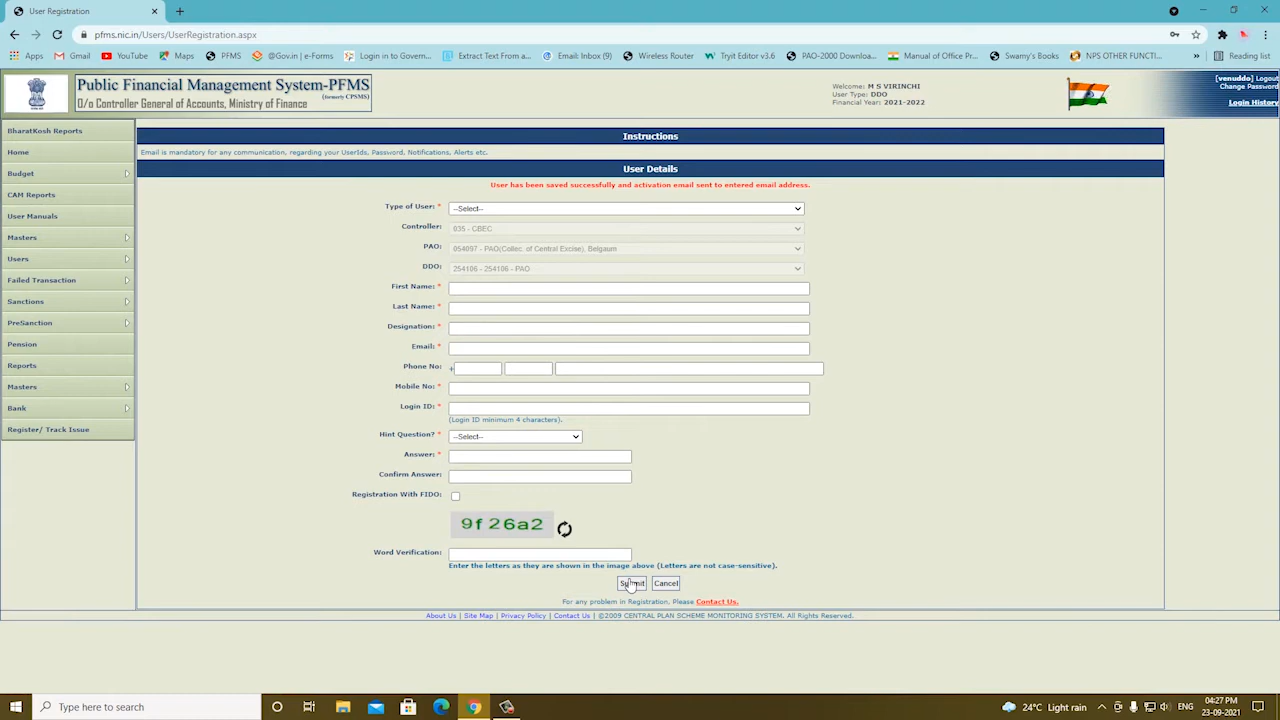 User Registration
pfms.nic.in/Users/UserRegistration.aspx
Apps Gmail YouTube Maps PFMS @Gov.in | e-Forms Login in to Govern... Extract Text From a... Email: Inbox (9) Wireless Router Tryit Editor v3.6 PAO-2000 Downloa... Manual of Office Pr... Swamy's Books NPS OTHER FUNCTI... » Reading list
Public Financial Management System-PFMS
(formerly CPSMS)
O/o Controller General of Accounts, Ministry of Finance
Welcome: M S VIRINCHI
User Type: DDO
Financial Year: 2021-2022
[venuddo] Logout
Change Password
Login History
BharatKosh Reports
Home
Budget
CAM Reports
User Manuals
Masters
Users
Failed Transaction
Sanctions
PreSanction
Pension
Reports
Masters
Bank
Register/ Track Issue
Instructions
Email is mandatory for any communication, regarding your UserIds, Password, Notifications, Alerts etc.
User Details
User has been saved successfully and activation email sent to entered email address.
Type of User: * --Select--
Controller: 035 - CBEC
PAO: 054097 - PAO(Collec. of Central Excise), Belgaum
DDO: 254106 - 254106 - PAO
First Name: *
Last Name: *
Designation: *
Email: *
Phone No: +
Mobile No: *
Login ID: *
(Login ID minimum 4 characters).
Hint Question? * --Select--
Answer: *
Confirm Answer:
Registration With FIDO:
9f26a2
Word Verification:
Enter the letters as they are shown in the image above (Letters are not case-sensitive).
Submit Cancel
For any problem in Registration, Please Contact Us.
About Us | Site Map | Privacy Policy | Contact Us | ©2009 CENTRAL PLAN SCHEME MONITORING SYSTEM. All Rights Reserved.
Type here to search
24°C Light rain
04:27 PM
23-09-2021